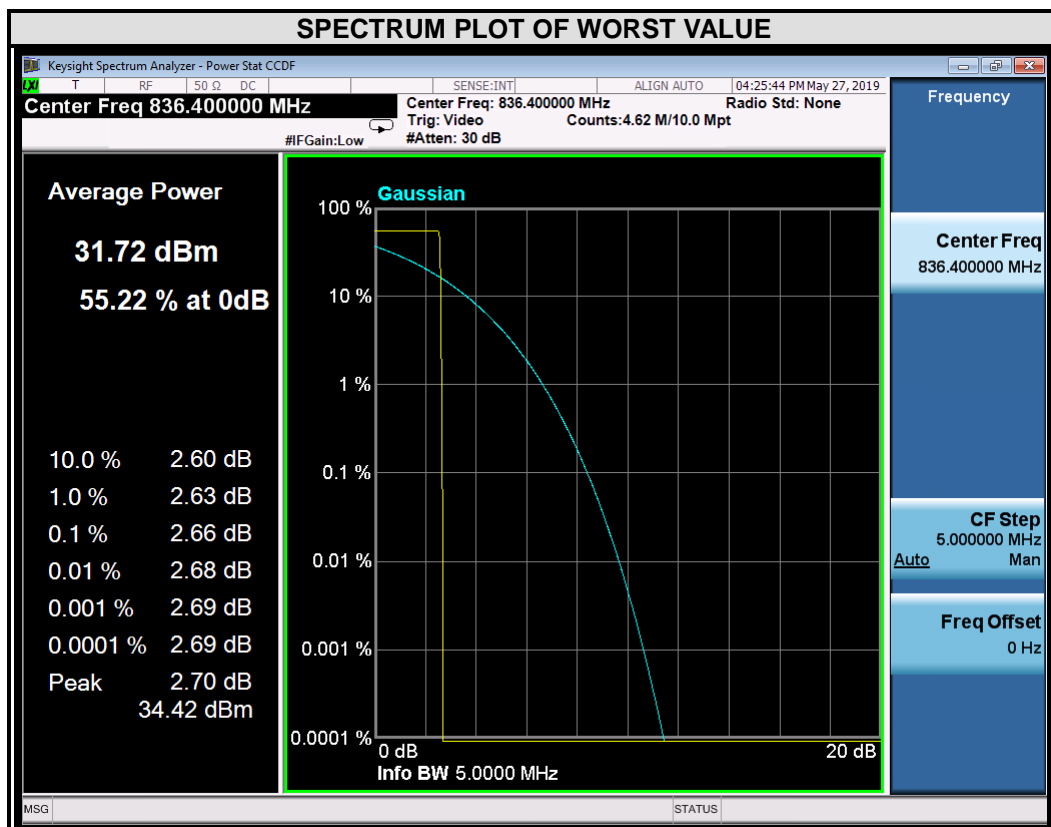 SPECTRUM PLOT OF WORST VALUE
Keysight Spectrum Analyzer - Power Stat CCDF
LXI T RF 50 Ω DC SENSE:INT ALIGN AUTO 04:25:44 PM May 27, 2019
Center Freq 836.400000 MHz
Center Freq: 836.400000 MHz Radio Std: None
Trig: Video Counts:4.62 M/10.0 Mpt
#IFGain:Low #Atten: 30 dB
Frequency
Average Power
31.72 dBm
55.22 % at 0dB
10.0 % 2.60 dB
1.0 % 2.63 dB
0.1 % 2.66 dB
0.01 % 2.68 dB
0.001 % 2.69 dB
0.0001 % 2.69 dB
Peak 2.70 dB
34.42 dBm
Gaussian
100 %
10 %
1 %
0.1 %
0.01 %
0.001 %
0.0001 %
0 dB 20 dB
Info BW 5.0000 MHz
Center Freq
836.400000 MHz
CF Step
5.000000 MHz
Auto Man
Freq Offset
0 Hz
MSG STATUS